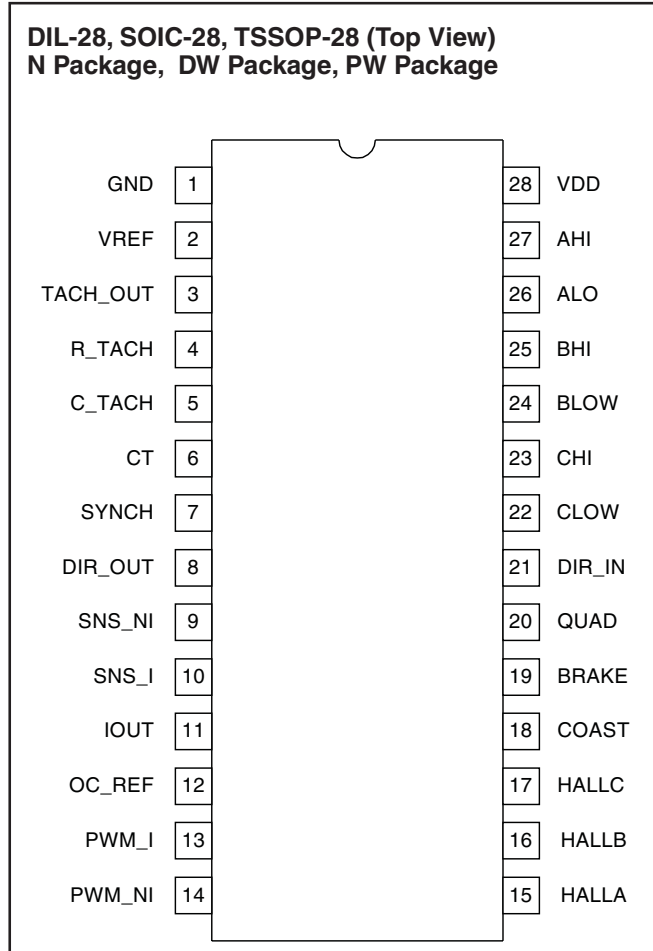 DIL-28, SOIC-28, TSSOP-28 (Top View)
N Package, DW Package, PW Package
GND 1 28 VDD
VREF 2 27 AHI
TACH_OUT 3 26 ALO
R_TACH 4 25 BHI
C_TACH 5 24 BLOW
CT 6 23 CHI
SYNCH 7 22 CLOW
DIR_OUT 8 21 DIR_IN
SNS_NI 9 20 QUAD
SNS_I 10 19 BRAKE
IOUT 11 18 COAST
OC_REF 12 17 HALLC
PWM_I 13 16 HALLB
PWM_NI 14 15 HALLA